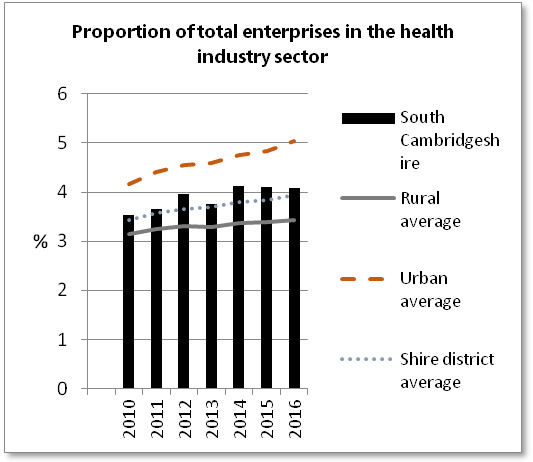 Proportion of total enterprises in the health
industry sector
6
5
4
3
2
1
0
%
2010
2011
2012
2013
2014
2015
2016
South
Cambridgesh
ire
Rural
average
Urban
average
Shire district
average